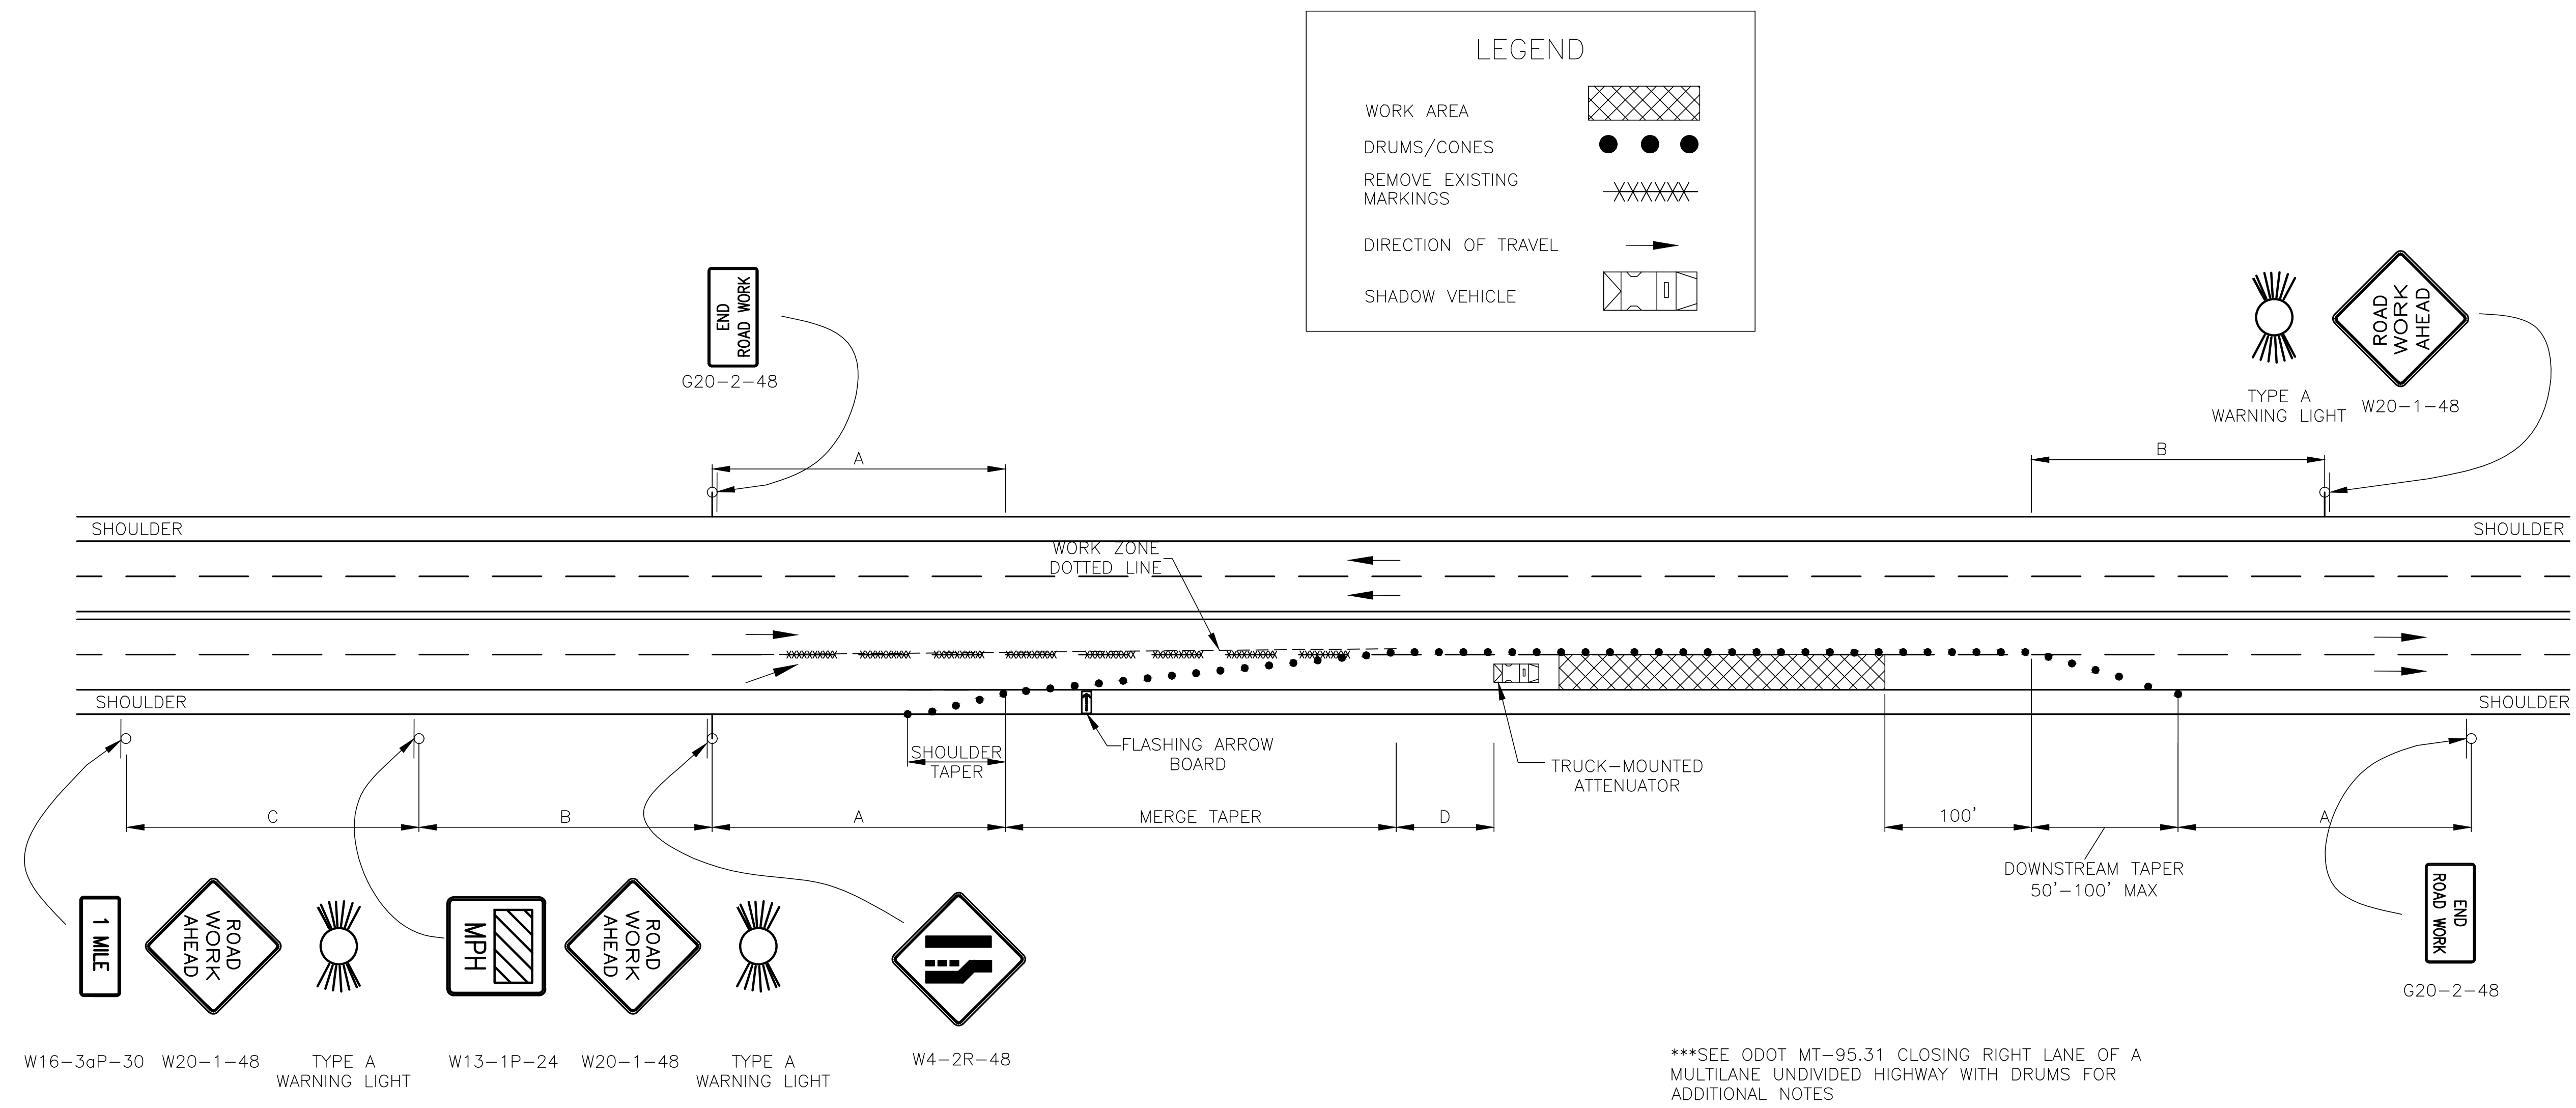 LEGEND
WORK AREA
DRUMS/CONES
REMOVE EXISTING
MARKINGS
DIRECTION OF TRAVEL
SHADOW VEHICLE
END
ROAD WORK
G20-2-48
ROAD
WORK
AHEAD
TYPE A
WARNING LIGHT
W20-1-48
A
B
SHOULDER
SHOULDER
WORK ZONE
DOTTED LINE
SHOULDER
SHOULDER
SHOULDER
TAPER
FLASHING ARROW
BOARD
TRUCK-MOUNTED
ATTENUATOR
C
B
A
MERGE TAPER
D
100'
A
DOWNSTREAM TAPER
50'-100' MAX
1 MILE
ROAD
WORK
AHEAD
MPH
ROAD
WORK
AHEAD
END
ROAD WORK
G20-2-48
W16-3aP-30
W20-1-48
TYPE A
WARNING LIGHT
W13-1P-24
W20-1-48
TYPE A
WARNING LIGHT
W4-2R-48
***SEE ODOT MT-95.31 CLOSING RIGHT LANE OF A
MULTILANE UNDIVIDED HIGHWAY WITH DRUMS FOR
ADDITIONAL NOTES